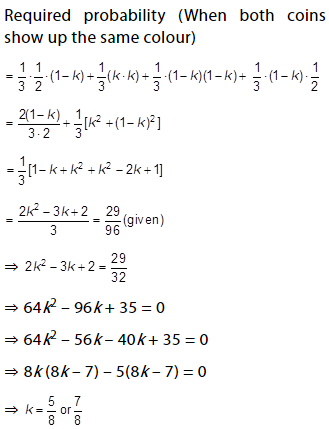 Required probability (When both coins
show up the same colour)
= 1/3 · 1/2 · (1−k) + 1/3 (k·k) + 1/3 · (1−k)(1−k) + 1/3 · (1−k) · 1/2
= 2(1−k)/(3·2) + 1/3 [k² + (1−k)²]
= 1/3 [1−k + k² + k² − 2k + 1]
= (2k² − 3k + 2)/3 = 29/96 (given)
⇒ 2k² − 3k + 2 = 29/32
⇒ 64k² − 96k + 35 = 0
⇒ 64k² − 56k − 40k + 35 = 0
⇒ 8k(8k − 7) − 5(8k − 7) = 0
⇒ k = 5/8 or 7/8